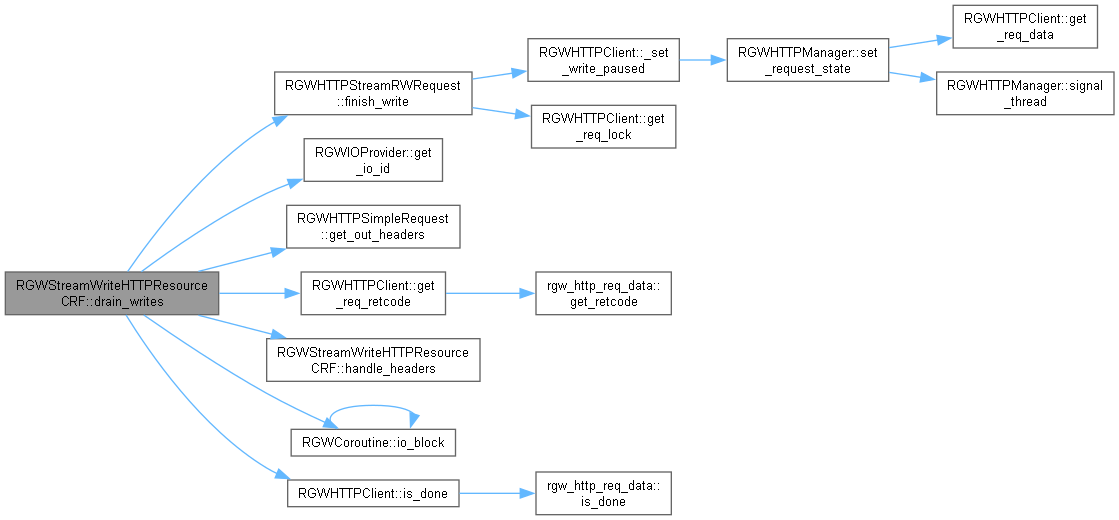 RGWStreamWriteHTTPResource
CRF::drain_writes
RGWHTTPStreamRWRequest
::finish_write
RGWHTTPClient::_set
_write_paused
RGWHTTPManager::set
_request_state
RGWHTTPClient::get
_req_data
RGWHTTPManager::signal
_thread
RGWHTTPClient::get
_req_lock
RGWIOProvider::get
_io_id
RGWHTTPSimpleRequest
::get_out_headers
RGWHTTPClient::get
_req_retcode
rgw_http_req_data::
get_retcode
RGWStreamWriteHTTPResource
CRF::handle_headers
RGWCoroutine::io_block
RGWHTTPClient::is_done
rgw_http_req_data::
is_done